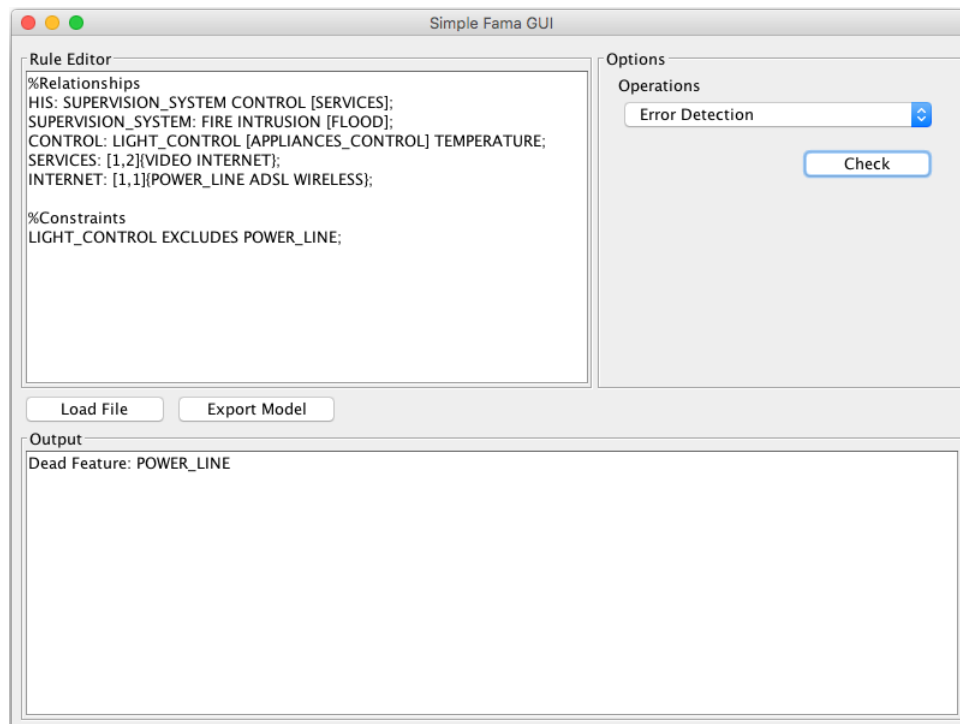 Simple Fama GUI
Rule Editor
%Relationships
HIS: SUPERVISION_SYSTEM CONTROL [SERVICES];
SUPERVISION_SYSTEM: FIRE INTRUSION [FLOOD];
CONTROL: LIGHT_CONTROL [APPLIANCES_CONTROL] TEMPERATURE;
SERVICES: [1,2]{VIDEO INTERNET};
INTERNET: [1,1]{POWER_LINE ADSL WIRELESS};
%Constraints
LIGHT_CONTROL EXCLUDES POWER_LINE;
Options
Operations
Error Detection
Check
Load File
Export Model
Output
Dead Feature: POWER_LINE